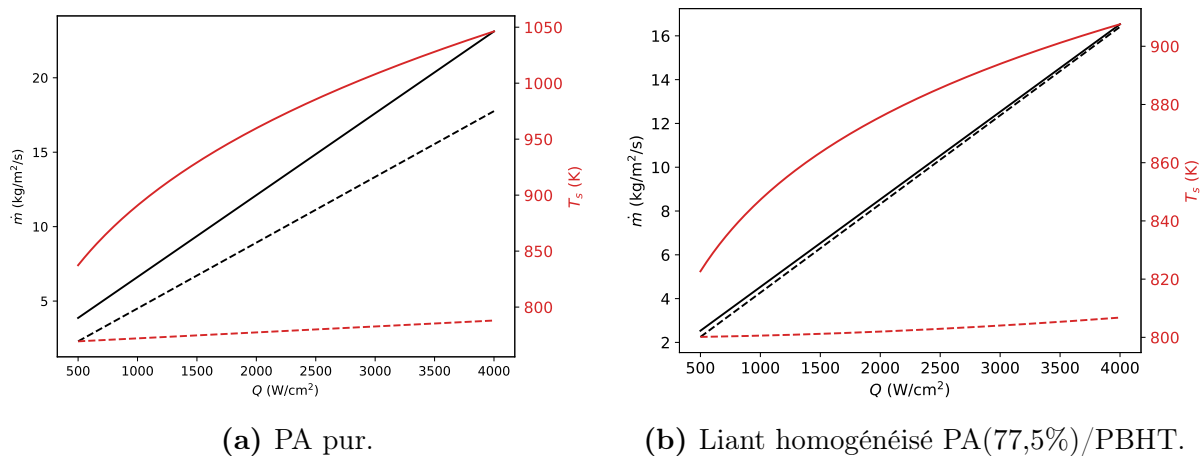 ṁ (kg/m²/s)
20
15
10
5
1050
1000
950
900
850
800
T_s (K)
500 1000 1500 2000 2500 3000 3500 4000
Q (W/cm²)
(a) PA pur.
ṁ (kg/m²/s)
16
14
12
10
8
6
4
2
900
880
860
840
820
800
T_s (K)
500 1000 1500 2000 2500 3000 3500 4000
Q (W/cm²)
(b) Liant homogénéisé PA(77,5%)/PBHT.